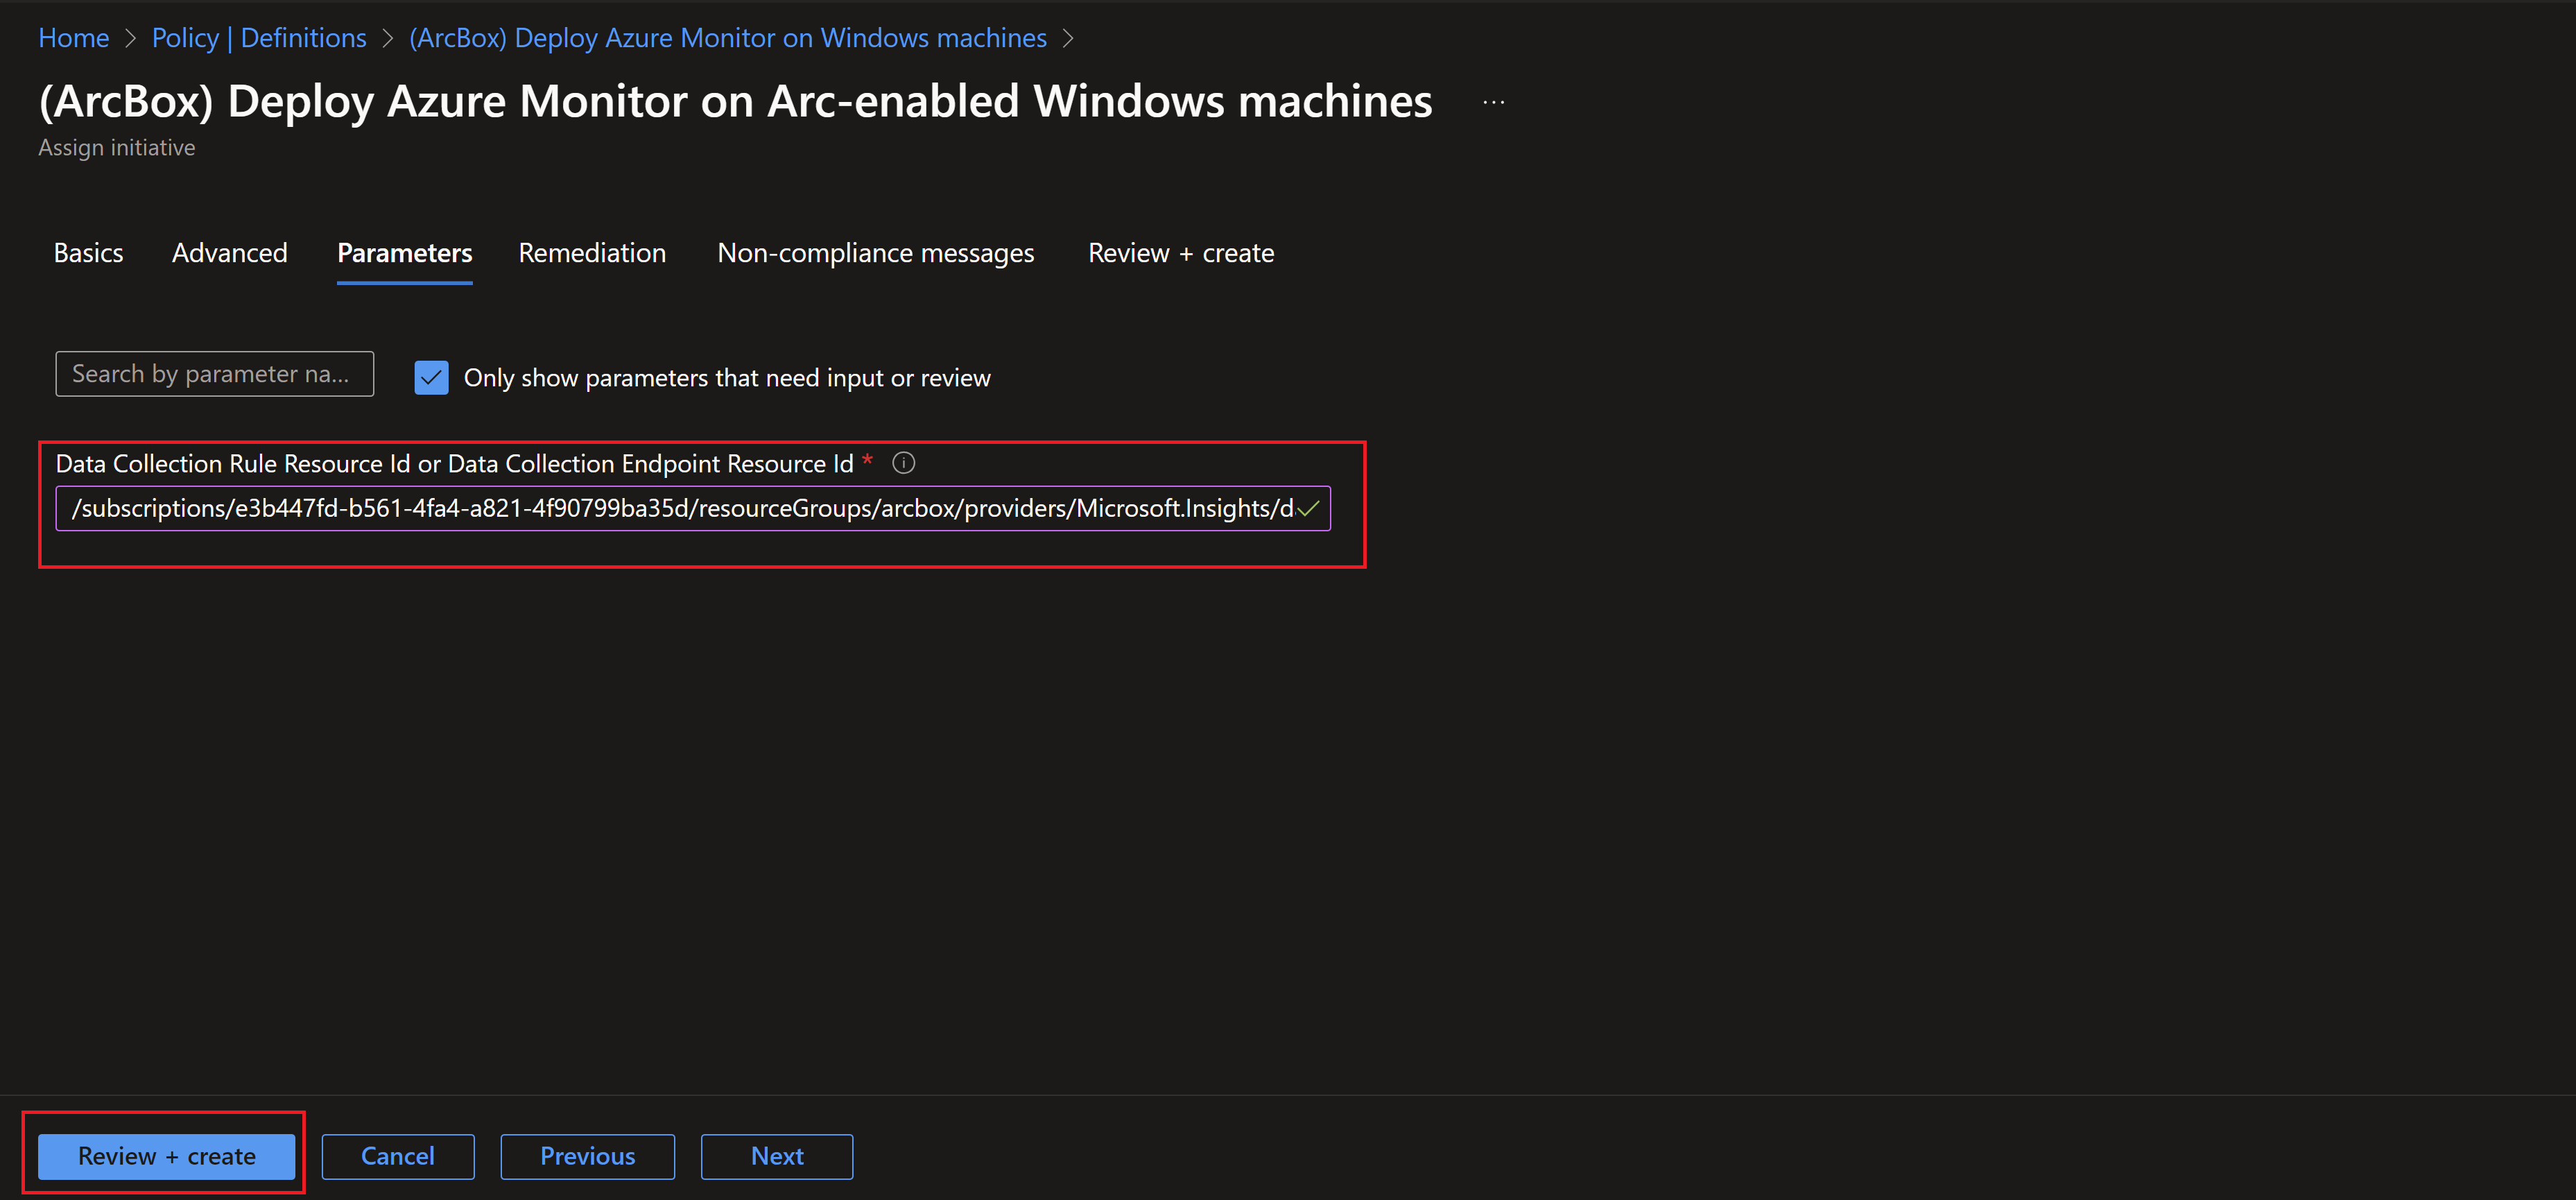 Home > Policy | Definitions > (ArcBox) Deploy Azure Monitor on Windows machines >
(ArcBox) Deploy Azure Monitor on Arc-enabled Windows machines ...
Assign initiative
Basics Advanced Parameters Remediation Non-compliance messages Review + create
Search by parameter na... Only show parameters that need input or review
Data Collection Rule Resource Id or Data Collection Endpoint Resource Id *
/subscriptions/e3b447fd-b561-4fa4-a821-4f90799ba35d/resourceGroups/arcbox/providers/Microsoft.Insights/d
Review + create Cancel Previous Next